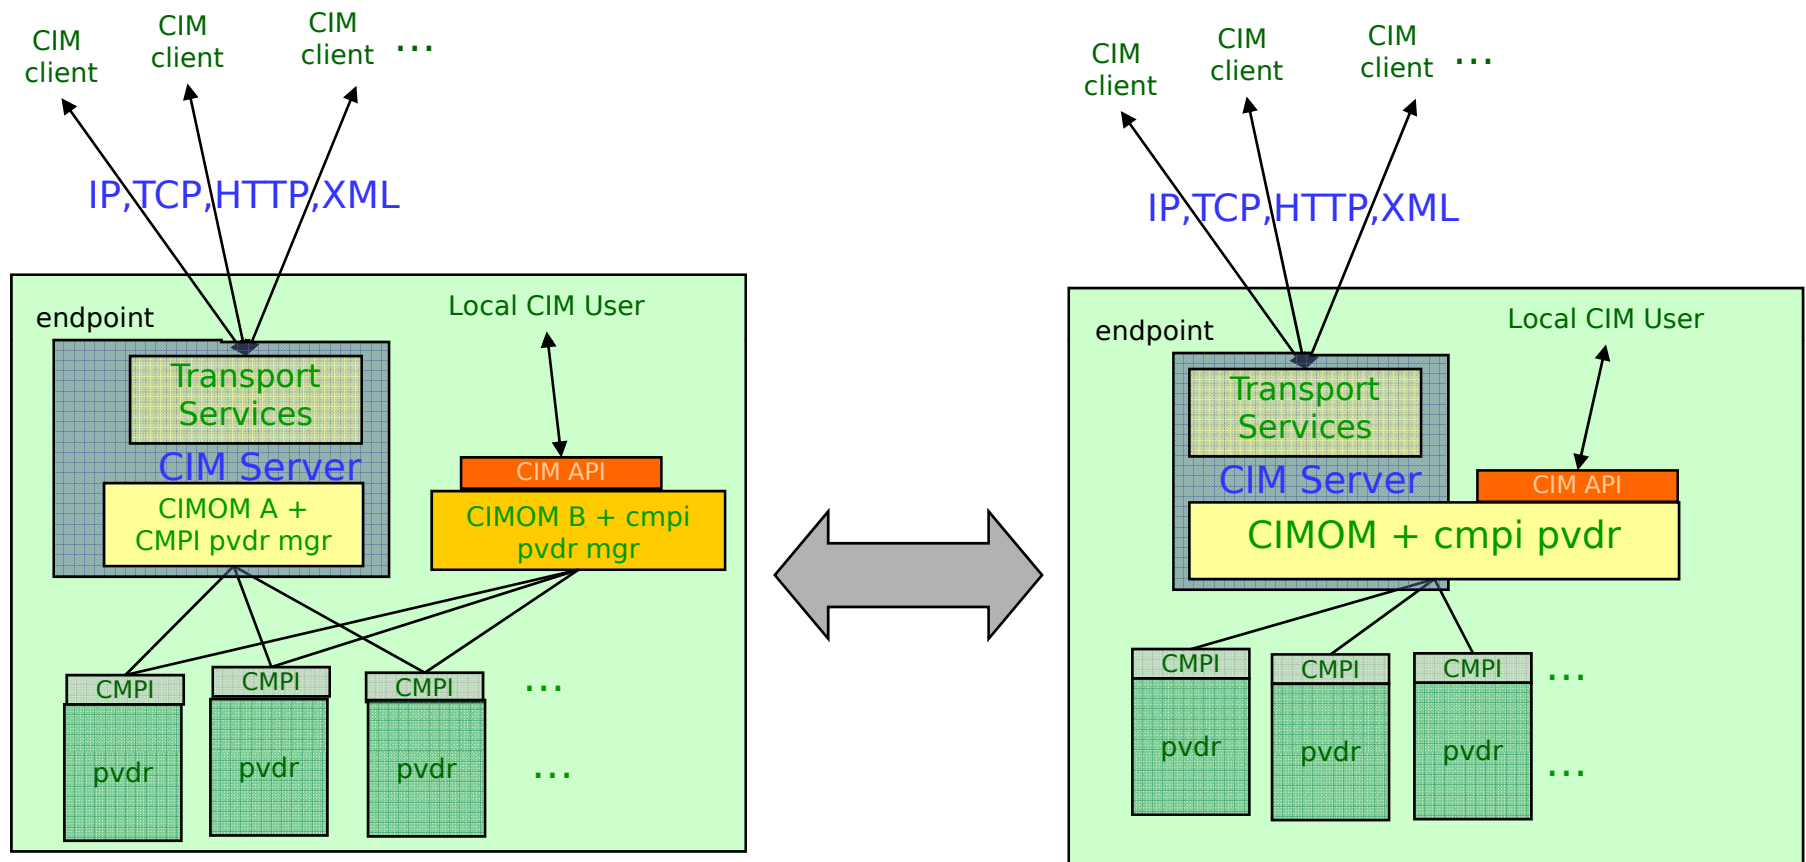 CIM
client
CIM
client
CIM
client
...
IP,TCP,HTTP,XML
endpoint
Local CIM User
Transport
Services
CIM Server
CIM API
CIMOM A +
CMPI pvdr mgr
CIMOM B + cmpi
pvdr mgr
CMPI
CMPI
CMPI
...
pvdr
pvdr
pvdr
...
CIM
client
CIM
client
CIM
client
...
IP,TCP,HTTP,XML
endpoint
Local CIM User
Transport
Services
CIM Server
CIM API
CIMOM + cmpi pvdr
CMPI
CMPI
CMPI
...
pvdr
pvdr
pvdr
...